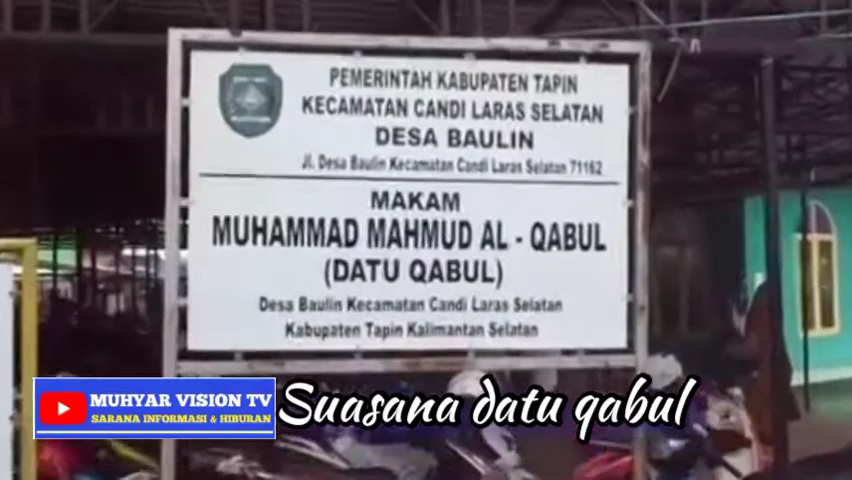 PEMERINTAH KABUPATEN TAPIN
KECAMATAN CANDI LARAS SELATAN
DESA BAULIN
Jl. Desa Baulin Kecamatan Candi Laras Selatan 71162
MAKAM
MUHAMMAD MAHMUD AL - QABUL
(DATU QABUL)
Desa Baulin Kecamatan Candi Laras Selatan
Kabupaten Tapin Kalimantan Selatan
MUHYAR VISION TV
SARANA INFORMASI & HIBURAN
Suasana datu qabul